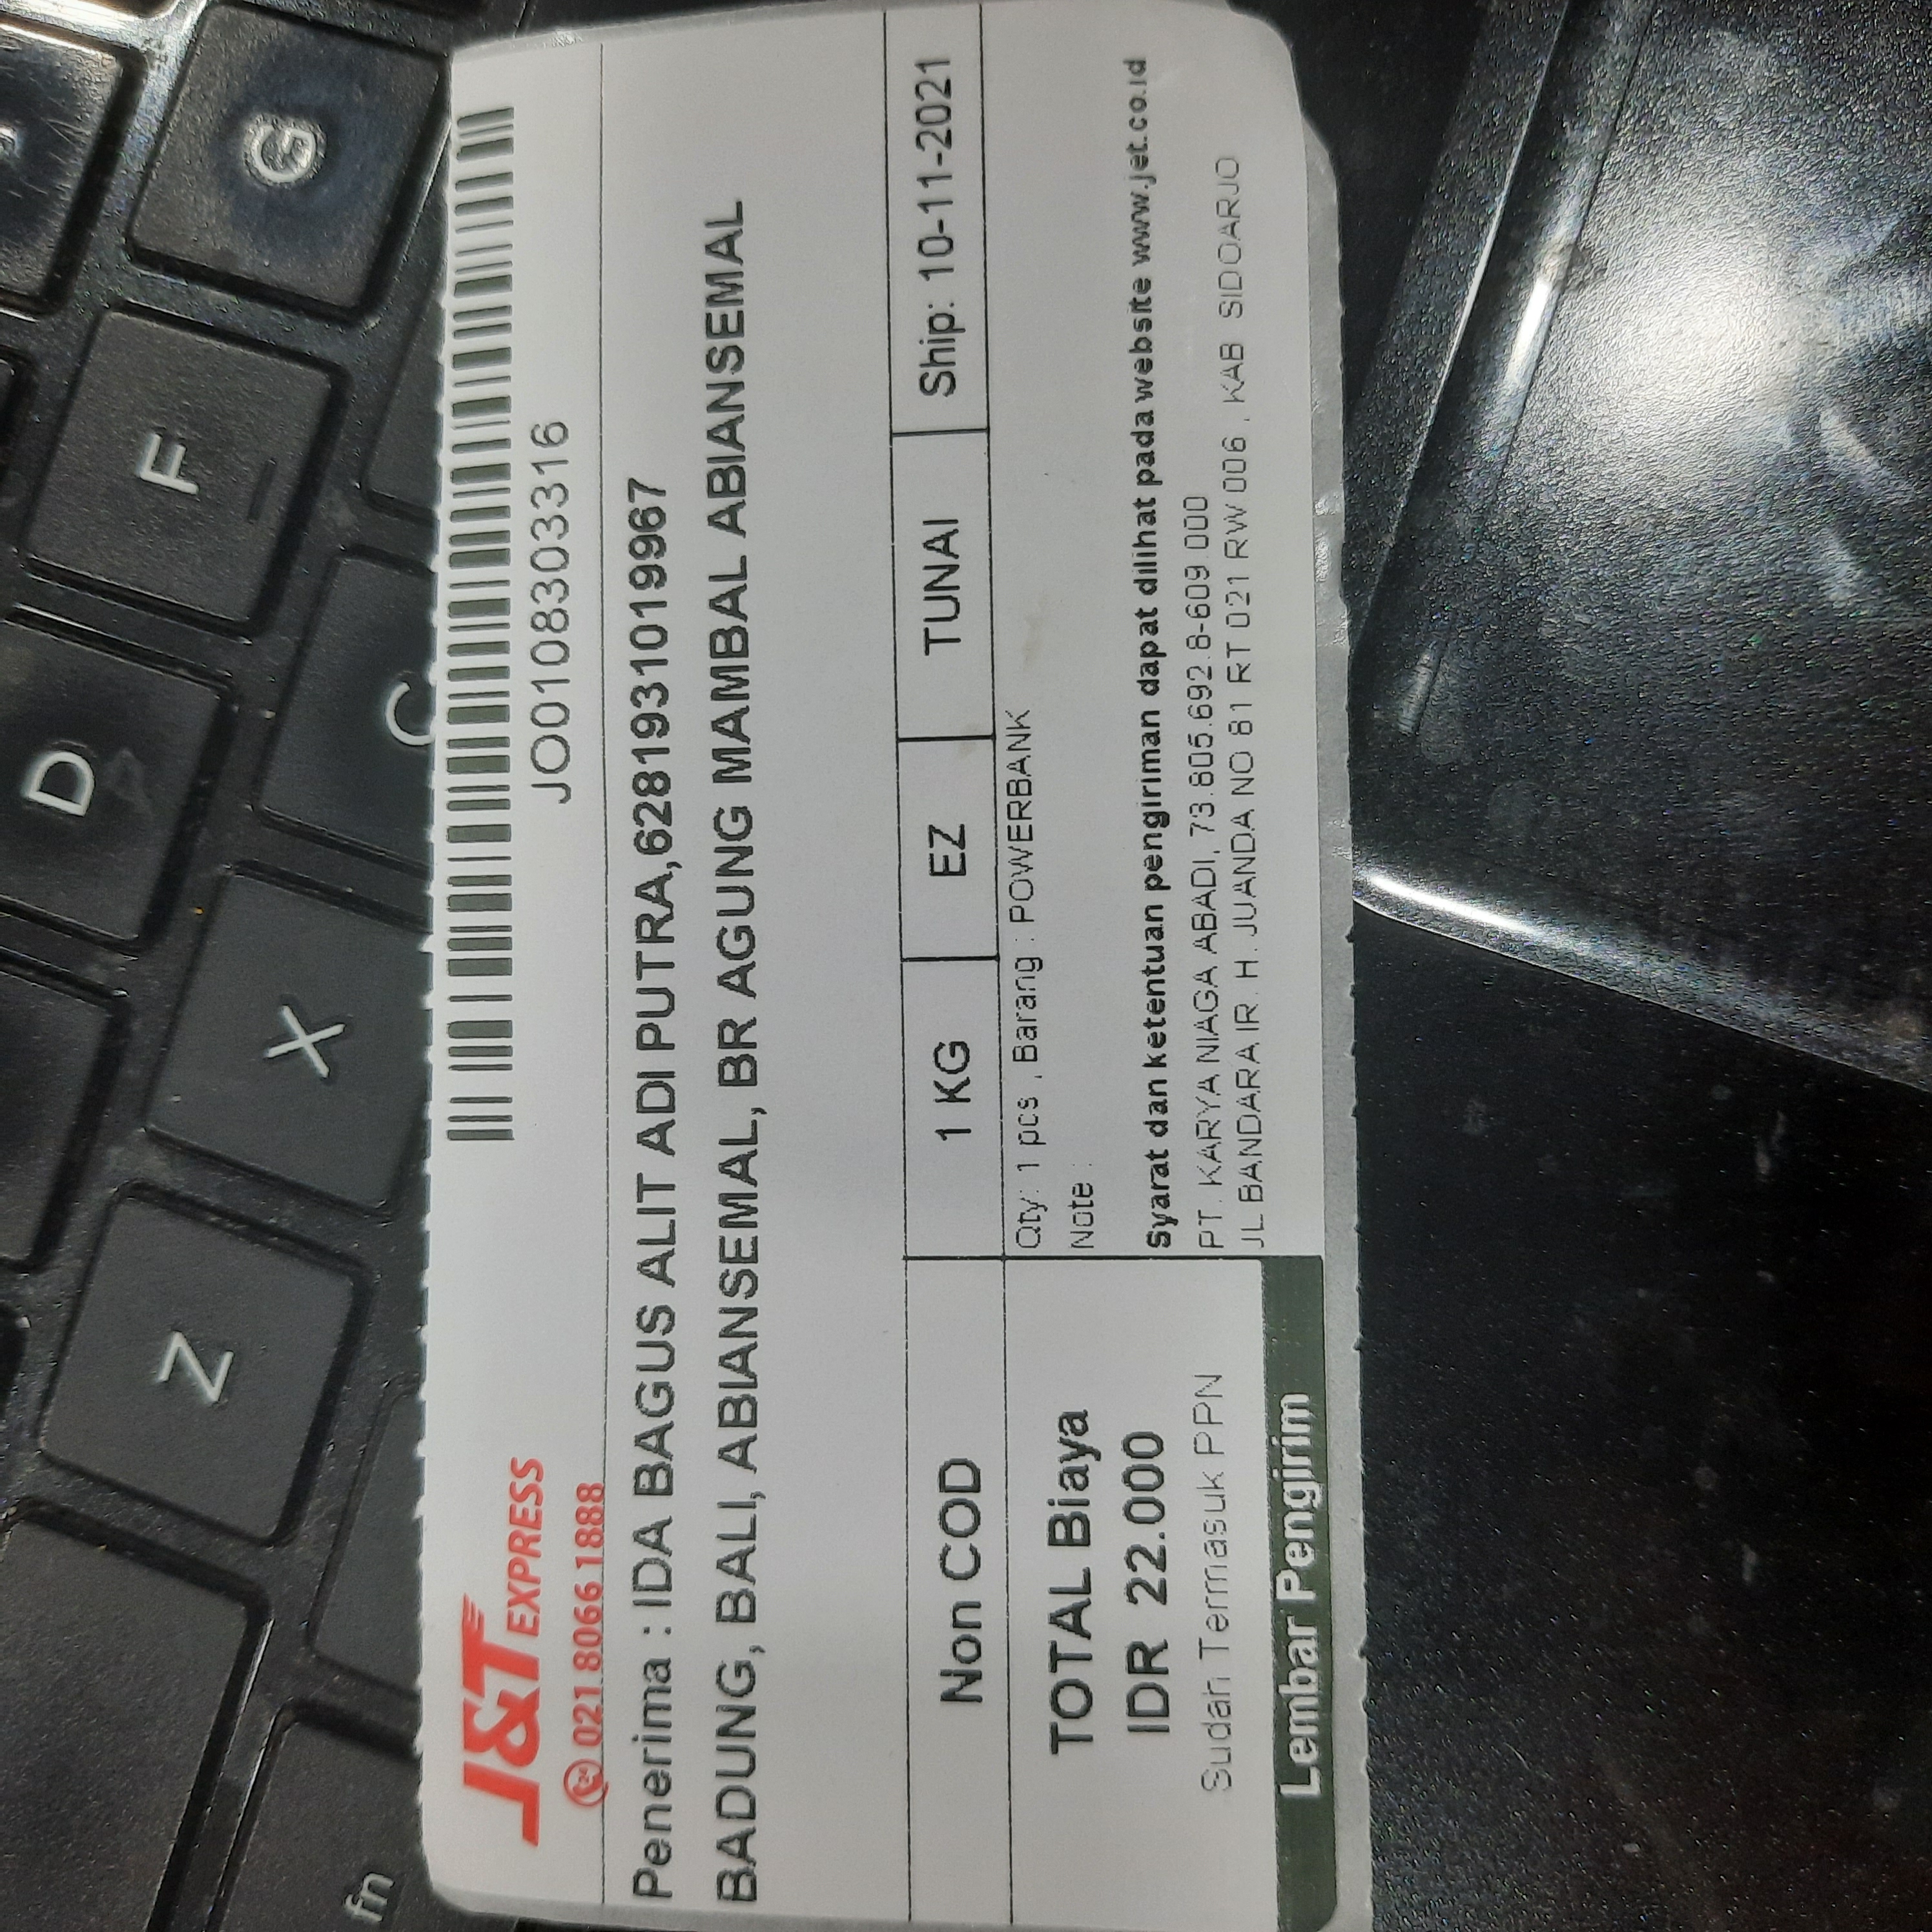 D
F
Z
G
X
fn
C
J&T EXPRESS
24 021 8066 1888
JO0108303316
Penerima : IDA BAGUS ALIT ADI PUTRA,6281931019967
BADUNG, BALI, ABIANSEMAL, BR AGUNG MAMBAL ABIANSEMAL
Non COD
1 KG
EZ
TUNAI
Ship: 10-11-2021
TOTAL Biaya
IDR 22.000
Sudah Termasuk PPN
Lembar Pengirim
Qty: 1 pcs , Barang : POWERBANK
Note :
Syarat dan ketentuan pengiriman dapat dilihat pada website www.jet.co.id
PT. KARYA NIAGA ABADI, 73.805.692.8-609.000
JL BANDARA IR. H. JUANDA NO 81 RT 021 RW 006 , KAB. SIDOARJO